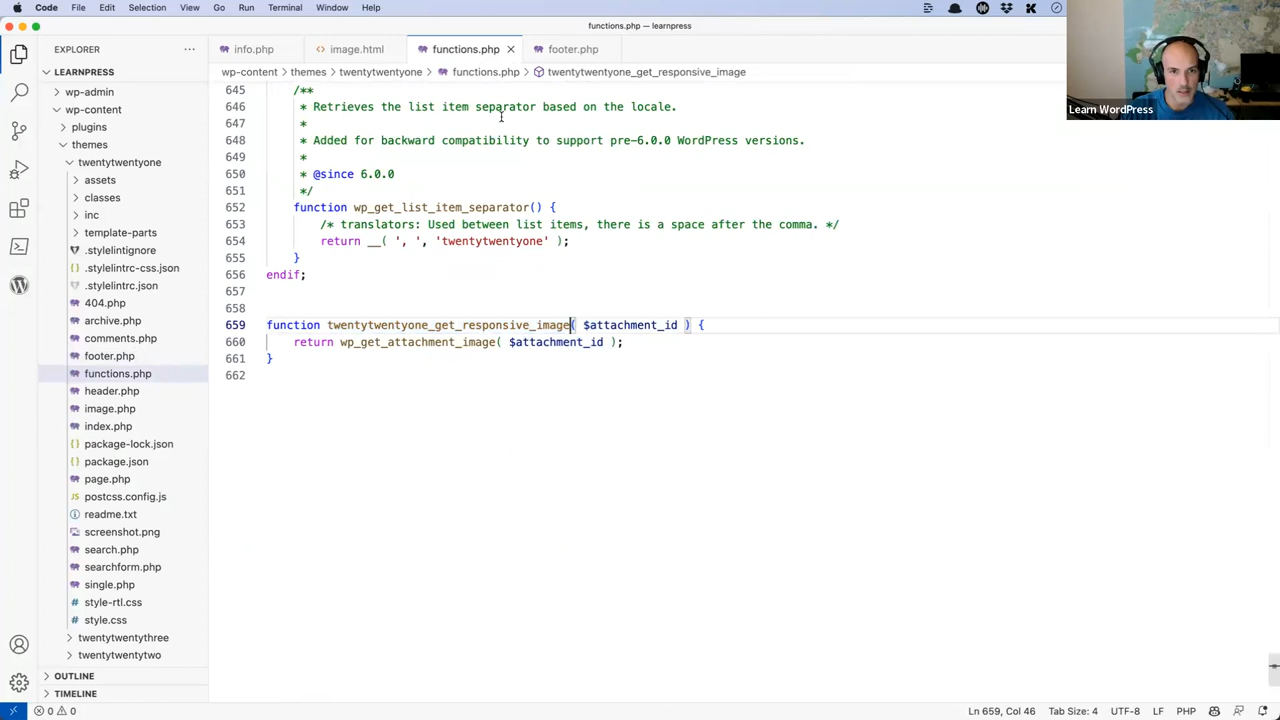 Code File Edit Selection View Go Run Terminal Window Help
functions.php — learnpress
EXPLORER
info.php
image.html
functions.php
footer.php
LEARNPRESS
wp-content > themes > twentytwentyone > functions.php > twentytwentyone_get_responsive_image
wp-admin
wp-content
plugins
themes
twentytwentyone
assets
classes
inc
template-parts
.stylelintignore
.stylelintrc-css.json
.stylelintrc.json
404.php
archive.php
comments.php
footer.php
functions.php
header.php
image.php
index.php
package-lock.json
package.json
page.php
postcss.config.js
readme.txt
screenshot.png
search.php
searchform.php
single.php
style-rtl.css
style.css
twentytwentythree
twentytwentytwo
OUTLINE
TIMELINE
645 /**
646 * Retrieves the list item separator based on the locale.
647 *
648 * Added for backward compatibility to support pre-6.0.0 WordPress versions.
649 *
650 * @since 6.0.0
651 */
652 function wp_get_list_item_separator() {
653 /* translators: Used between list items, there is a space after the comma. */
654 return __( ', ', 'twentytwentyone' );
655 }
656 endif;
657
658
659 function twentytwentyone_get_responsive_image( $attachment_id ) {
660 return wp_get_attachment_image( $attachment_id );
661 }
662
Learn WordPress
0 0
Ln 659, Col 46 Tab Size: 4 UTF-8 LF PHP